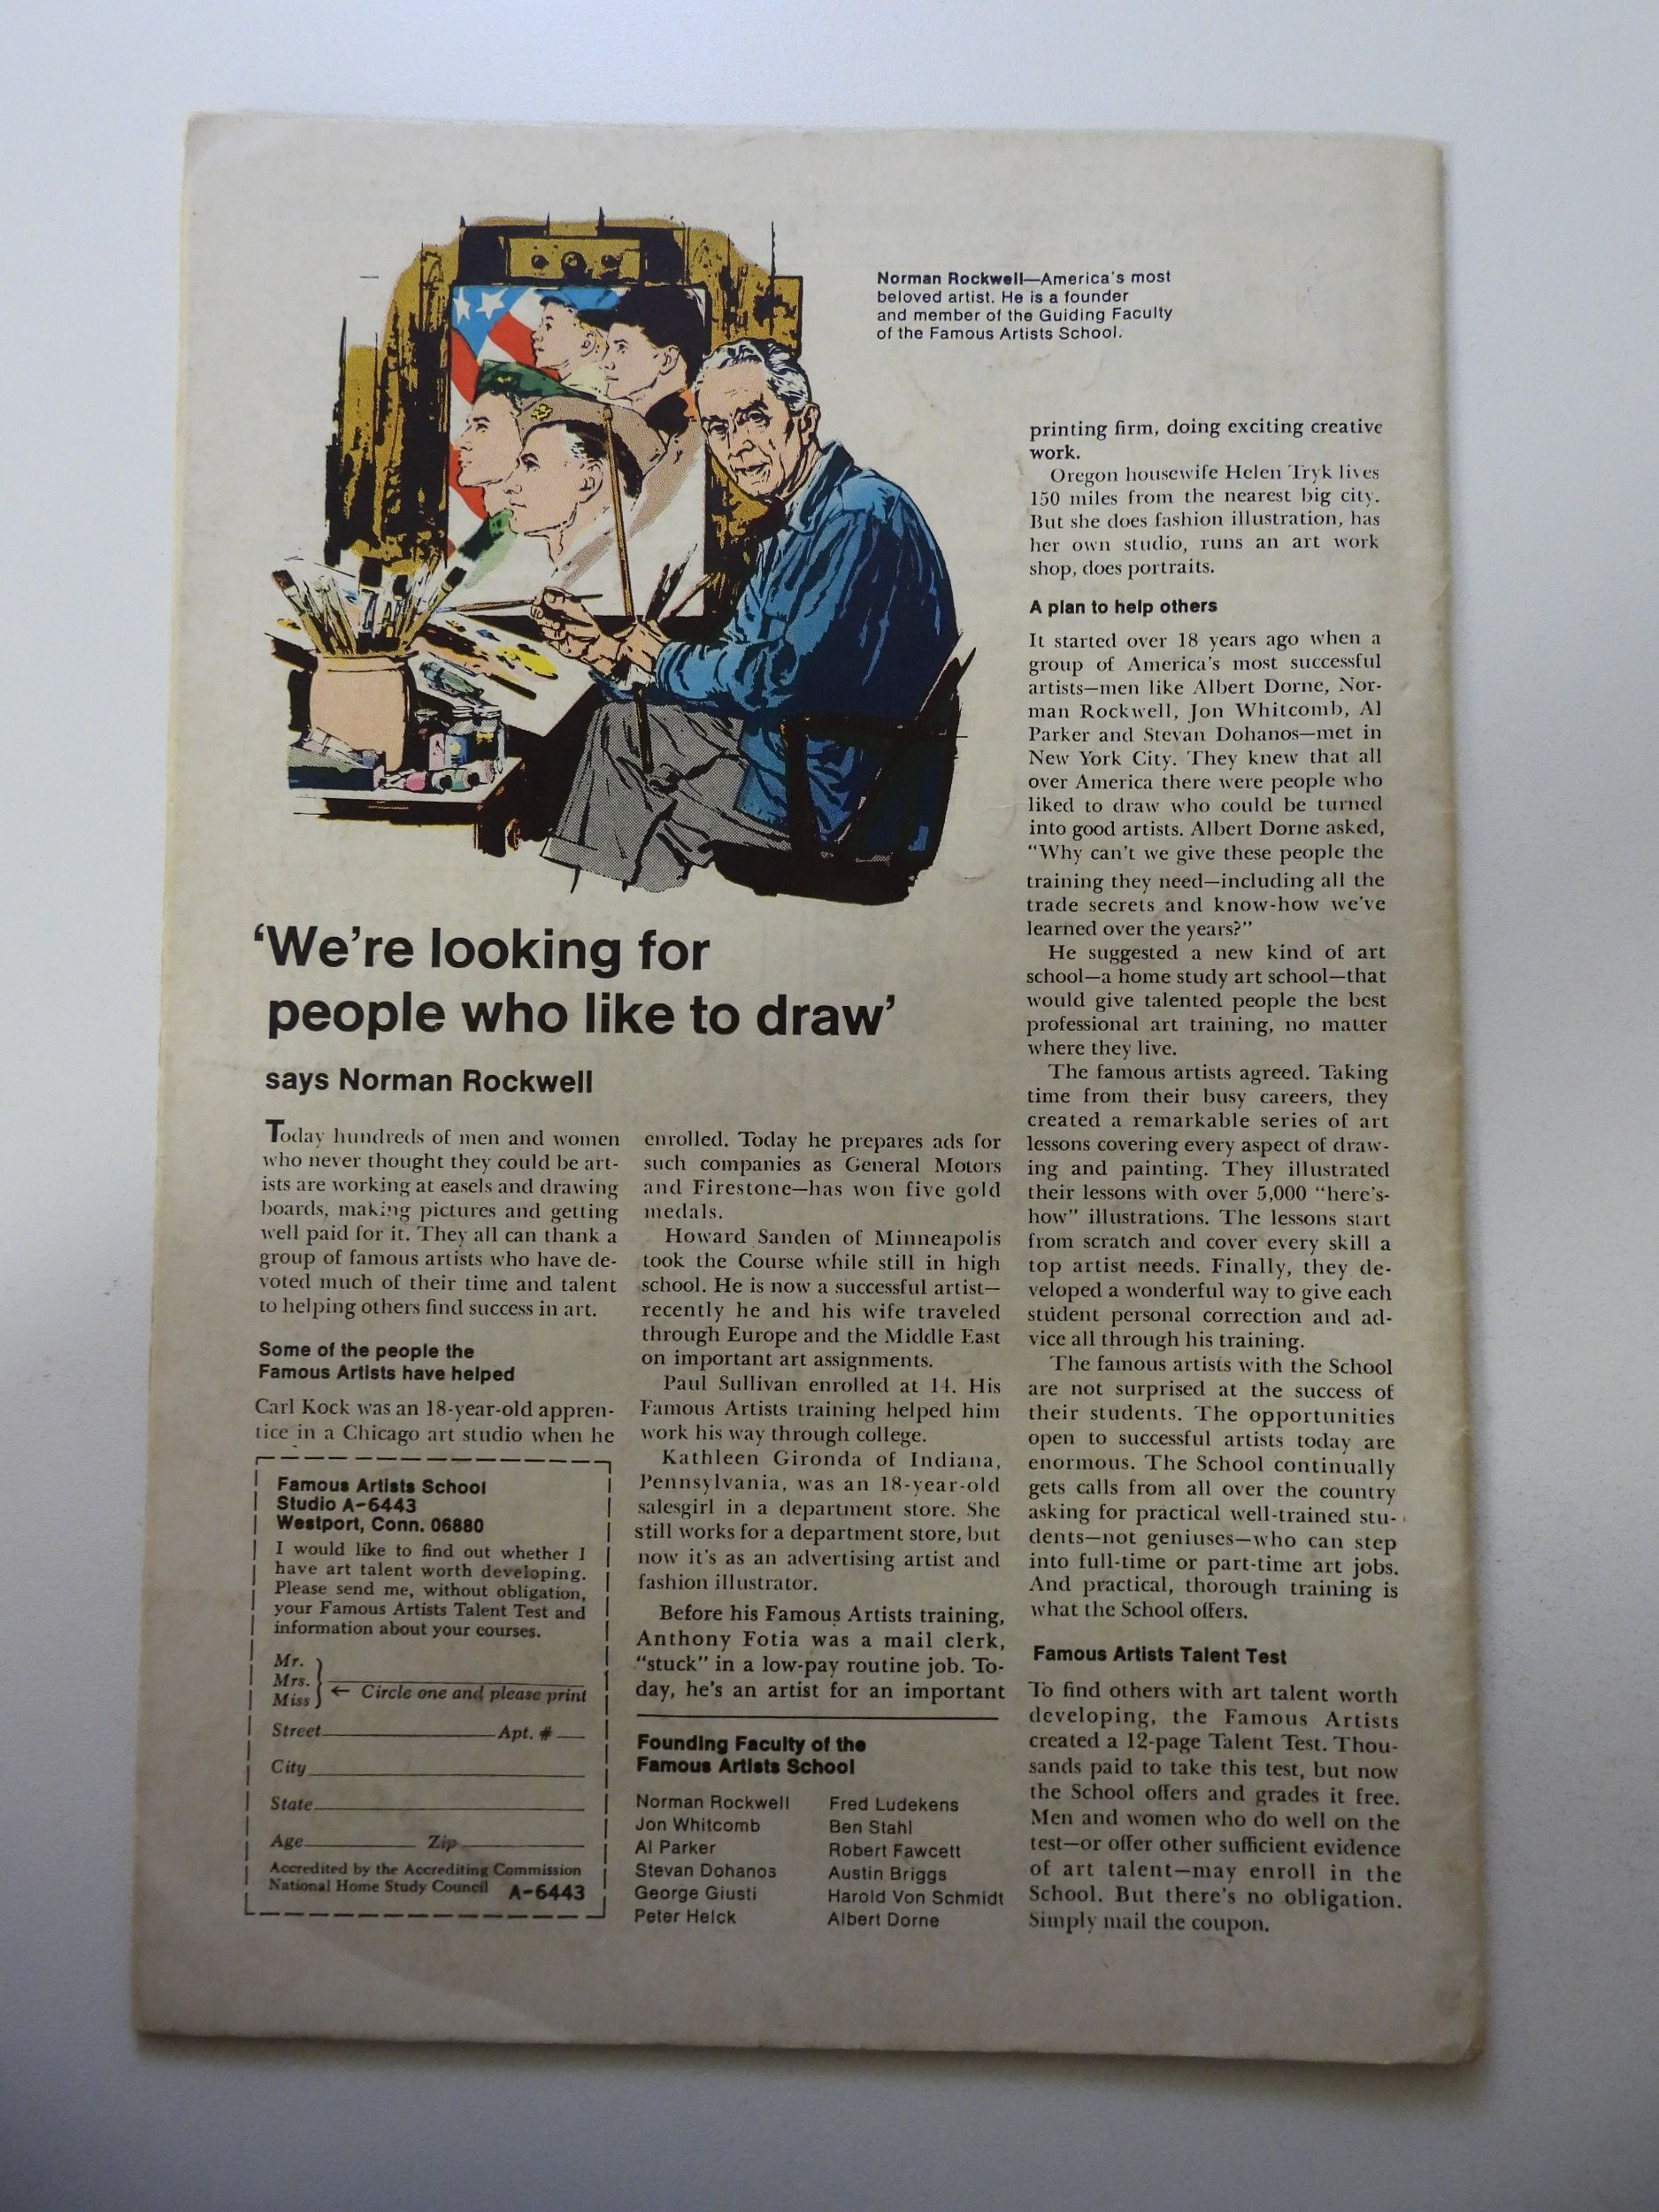 Norman Rockwell—America's most
beloved artist. He is a founder
and member of the Guiding Faculty
of the Famous Artists School.
'We're looking for
people who like to draw'
says Norman Rockwell
Today hundreds of men and women
who never thought they could be art-
ists are working at easels and drawing
boards, making pictures and getting
well paid for it. They all can thank a
group of famous artists who have de-
voted much of their time and talent
to helping others find success in art.
Some of the people the
Famous Artists have helped
Carl Kock was an 18-year-old appren-
tice in a Chicago art studio when he
enrolled. Today he prepares ads for
such companies as General Motors
and Firestone—has won five gold
medals.
Howard Sanden of Minneapolis
took the Course while still in high
school. He is now a successful artist—
recently he and his wife traveled
through Europe and the Middle East
on important art assignments.
Paul Sullivan enrolled at 14. His
Famous Artists training helped him
work his way through college.
Kathleen Gironda of Indiana,
Pennsylvania, was an 18-year-old
salesgirl in a department store. She
still works for a department store, but
now it's as an advertising artist and
fashion illustrator.
Before his Famous Artists training,
Anthony Fotia was a mail clerk,
"stuck" in a low-pay routine job. To-
day, he's an artist for an important
printing firm, doing exciting creative
work.
Oregon housewife Helen Tryk lives
150 miles from the nearest big city.
But she does fashion illustration, has
her own studio, runs an art work
shop, does portraits.
A plan to help others
It started over 18 years ago when a
group of America's most successful
artists—men like Albert Dorne, Nor-
man Rockwell, Jon Whitcomb, Al
Parker and Stevan Dohanos—met in
New York City. They knew that all
over America there were people who
liked to draw who could be turned
into good artists. Albert Dorne asked,
"Why can't we give these people the
training they need—including all the
trade secrets and know-how we've
learned over the years?"
He suggested a new kind of art
school—a home study art school—that
would give talented people the best
professional art training, no matter
where they live.
The famous artists agreed. Taking
time from their busy careers, they
created a remarkable series of art
lessons covering every aspect of draw-
ing and painting. They illustrated
their lessons with over 5,000 "here's-
how" illustrations. The lessons start
from scratch and cover every skill a
top artist needs. Finally, they de-
veloped a wonderful way to give each
student personal correction and ad-
vice all through his training.
The famous artists with the School
are not surprised at the success of
their students. The opportunities
open to successful artists today are
enormous. The School continually
gets calls from all over the country
asking for practical well-trained stu-
dents—not geniuses—who can step
into full-time or part-time art jobs.
And practical, thorough training is
what the School offers.
Famous Artists Talent Test
To find others with art talent worth
developing, the Famous Artists
created a 12-page Talent Test. Thou-
sands paid to take this test, but now
the School offers and grades it free.
Men and women who do well on the
test—or offer other sufficient evidence
of art talent—may enroll in the
School. But there's no obligation.
Simply mail the coupon.
Famous Artists School
Studio A-6443
Westport, Conn. 06880
I would like to find out whether I
have art talent worth developing.
Please send me, without obligation,
your Famous Artists Talent Test and
information about your courses.
Mr.
Mrs.
Miss ← Circle one and please print
Street Apt. #
City
State
Age Zip
Accredited by the Accrediting Commission
National Home Study Council A-6443
Founding Faculty of the
Famous Artists School
Norman Rockwell
Jon Whitcomb
Al Parker
Stevan Dohanos
George Giusti
Peter Helck
Fred Ludekens
Ben Stahl
Robert Fawcett
Austin Briggs
Harold Von Schmidt
Albert Dorne